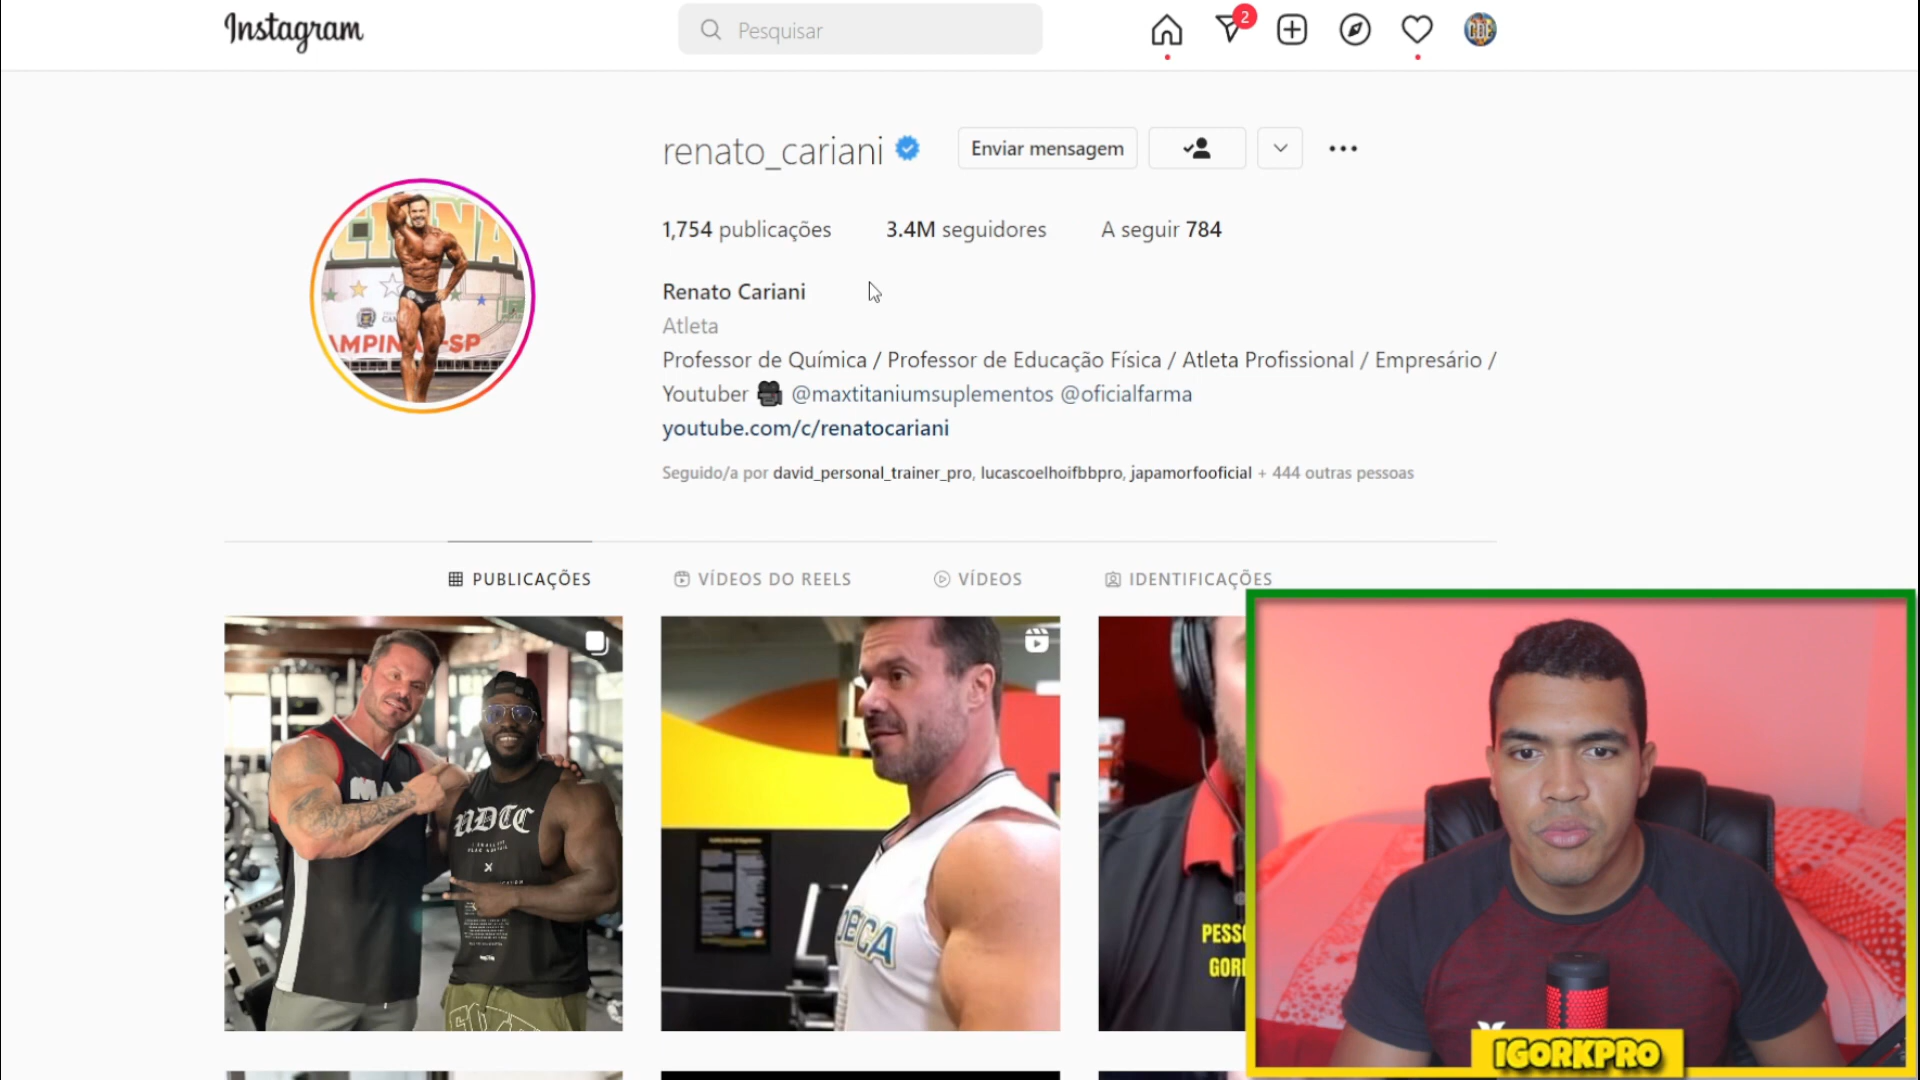 Instagram
Pesquisar
2
renato_cariani
Enviar mensagem
1,754 publicações 3.4M seguidores A seguir 784
Renato Cariani
Atleta
Professor de Química / Professor de Educação Física / Atleta Profissional / Empresário /
Youtuber @maxtitaniumsuplementos @oficialfarma
youtube.com/c/renatocariani
Seguido/a por david_personal_trainer_pro, lucascoelhoifbbpro, japamorfooficial + 444 outras pessoas
PUBLICAÇÕES VÍDEOS DO REELS VÍDEOS IDENTIFICAÇÕES
IGORKPRO